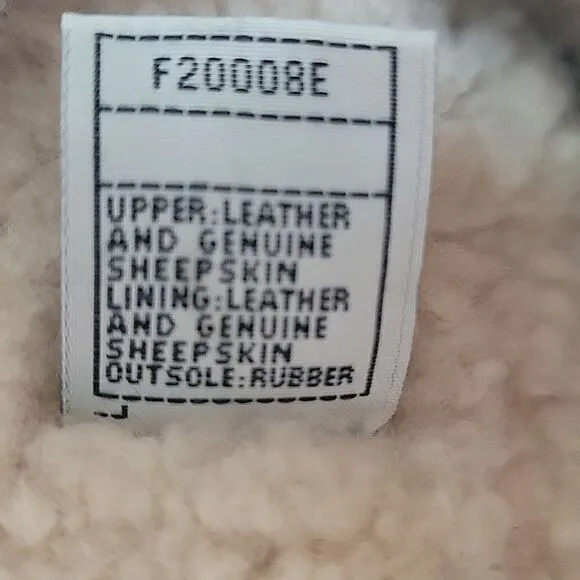 F20008E
UPPER:LEATHER
AND GENUINE
SHEEPSKIN
LINING:LEATHER
AND GENUINE
SHEEPSKIN
OUTSOLE:RUBBER